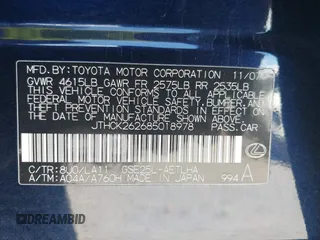 MFD. BY: TOYOTA MOTOR CORPORATION 11/07
GVWR 4615LB GAWR FR 2575LB RR 2535LB
THIS VEHICLE CONFORMS TO ALL APPLICABLE
FEDERAL MOTOR VEHICLE SAFETY, BUMPER, AND
THEFT PREVENTION STANDARDS IN EFFECT ON
THE DATE OF MANUFACTURE SHOWN ABOVE.
JTHCK262685018978 PASS. CAR
C/TR: 8U0/LA11 GSE25L-AETLHA
A/TM: A04A/A760H MADE IN JAPAN 994 A
DREAMBID